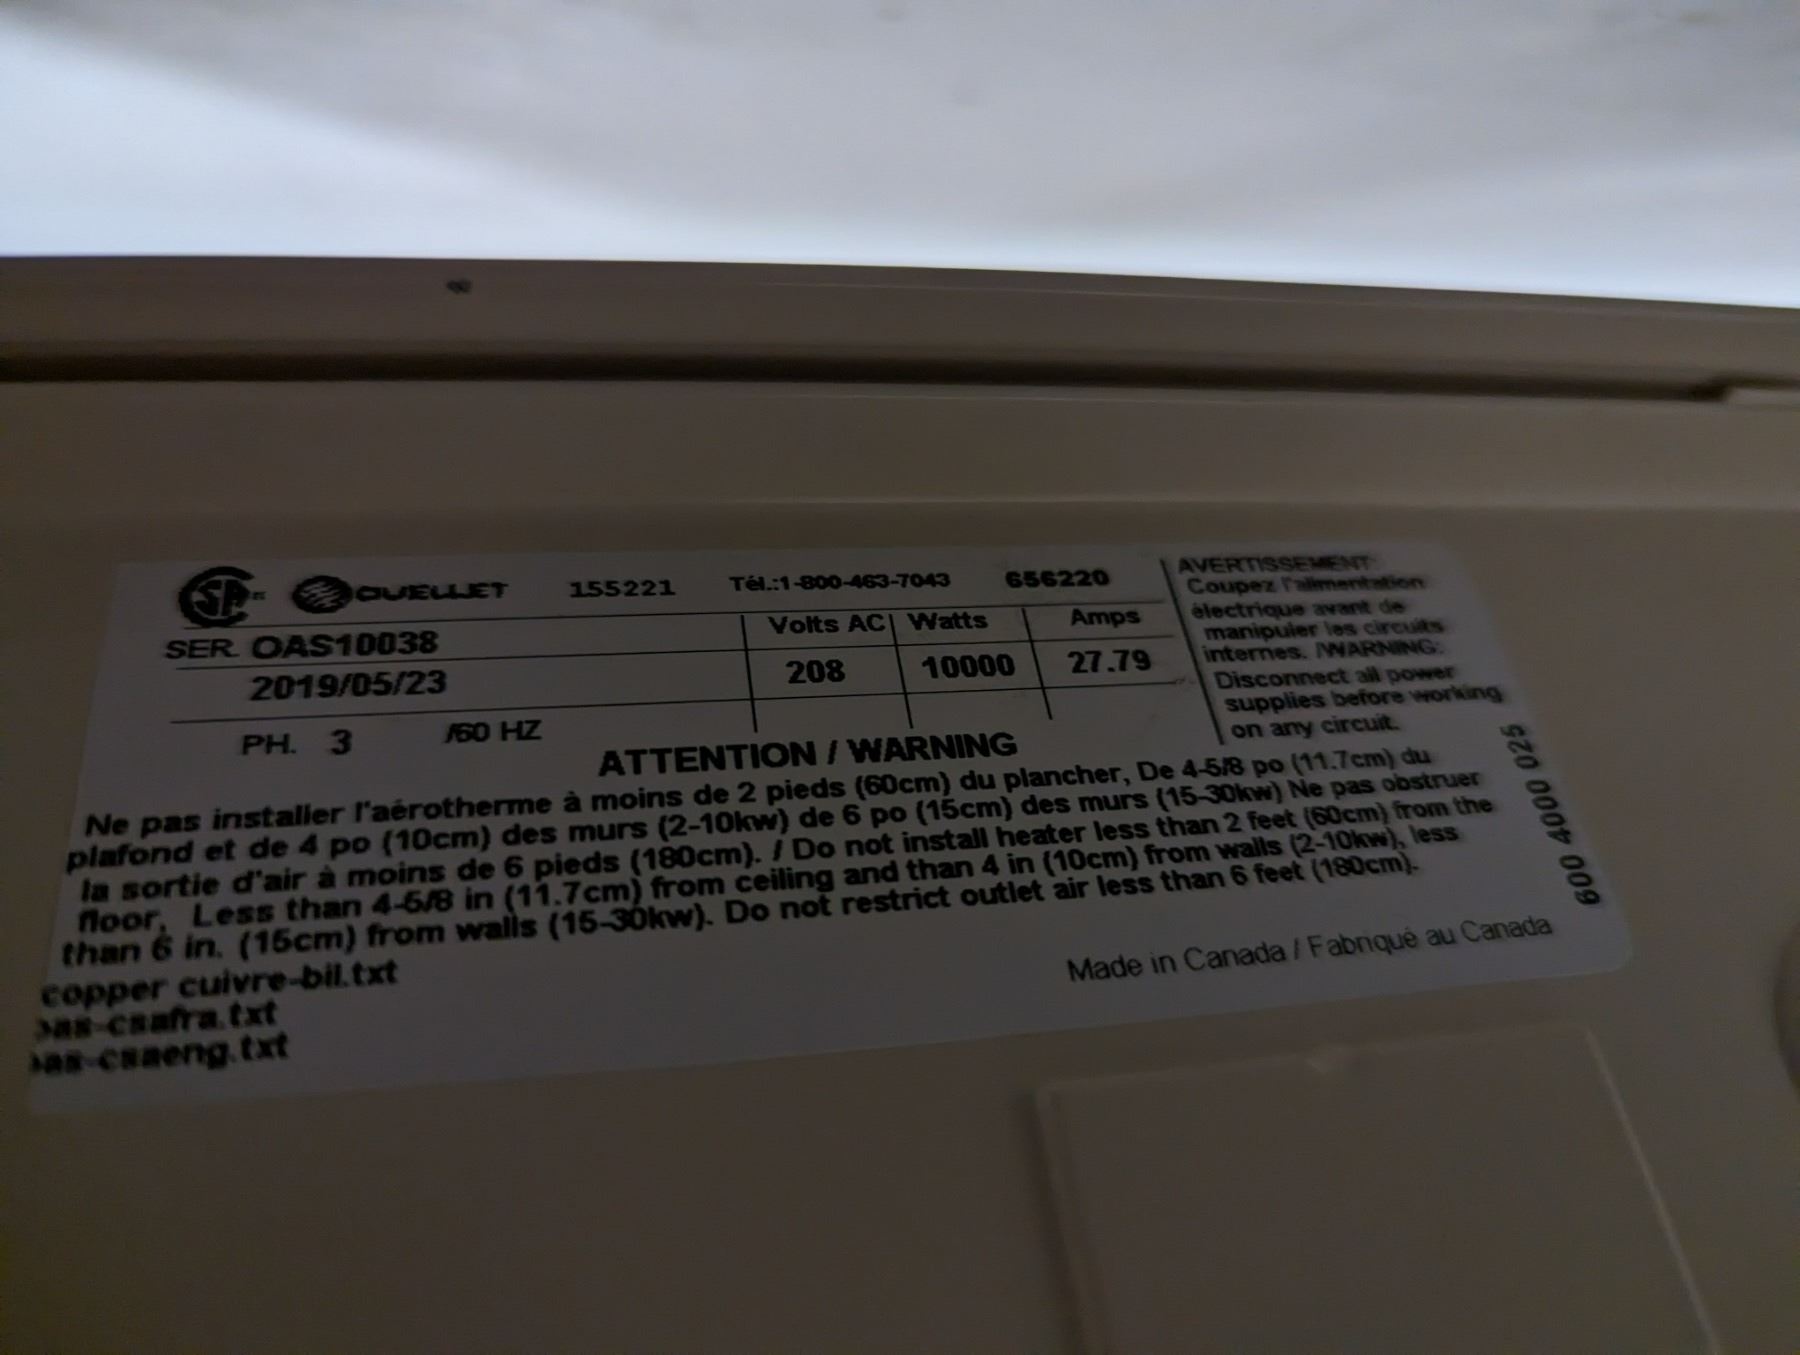 OUELLET 155221 Tél.:1-800-463-7043 656220
SER. OAS10038
2019/05/23
PH. 3 /60 HZ
Volts AC Watts Amps
208 10000 27.79
AVERTISSEMENT:
Coupez l'alimentation
électrique avant de
manipuler les circuits
internes. /WARNING:
Disconnect all power
supplies before working
on any circuit.
ATTENTION / WARNING
Ne pas installer l'aérotherme à moins de 2 pieds (60cm) du plancher, De 4-5/8 po (11.7cm) du
plafond et de 4 po (10cm) des murs (2-10kw) de 6 po (15cm) des murs (15-30kw) Ne pas obstruer
la sortie d'air à moins de 6 pieds (180cm). / Do not install heater less than 2 feet (60cm) from the
floor, Less than 4-5/8 in (11.7cm) from ceiling and than 4 in (10cm) from walls (2-10kw), less
than 6 in. (15cm) from walls (15-30kw). Do not restrict outlet air less than 6 feet (180cm).
copper cuivre-bil.txt
oas-csafra.txt
oas-csaeng.txt
Made in Canada / Fabriqué au Canada
600 4000 025